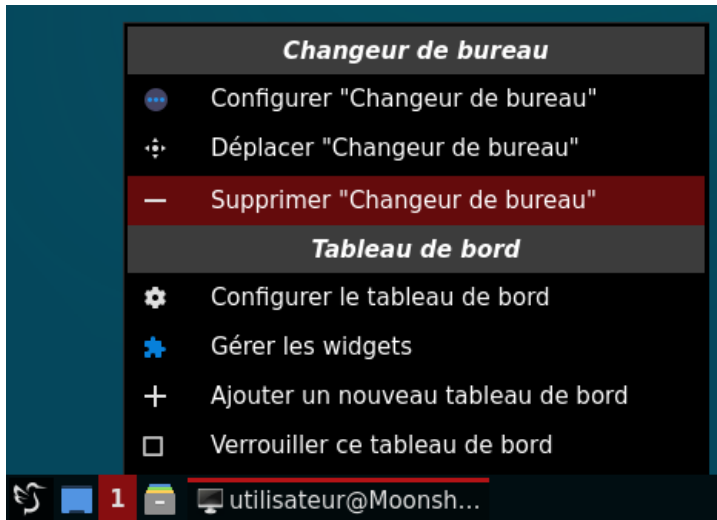 Changeur de bureau
Configurer "Changeur de bureau"
Déplacer "Changeur de bureau"
Supprimer "Changeur de bureau"
Tableau de bord
Configurer le tableau de bord
Gérer les widgets
Ajouter un nouveau tableau de bord
Verrouiller ce tableau de bord
1 utilisateur@Moonsh...